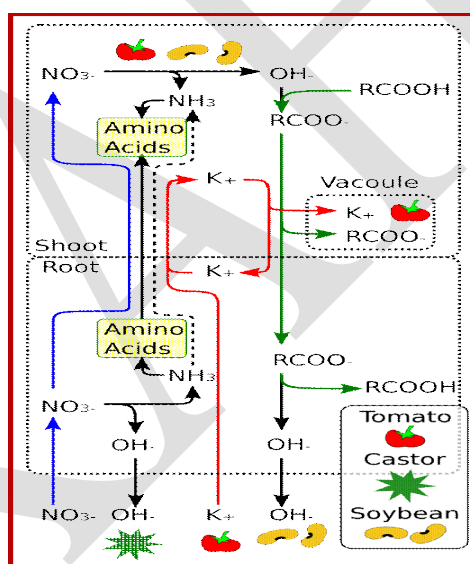 NO3- OH- RCOOH
NH3 RCOO-
Amino
Acids
K+ Vacoule
K+
RCOO-
Shoot
Root K+
Amino
Acids
RCOO-
NH3 RCOOH
NO3-
OH- OH-
Tomato
Castor
Soybean
NO3- OH- K+ OH-